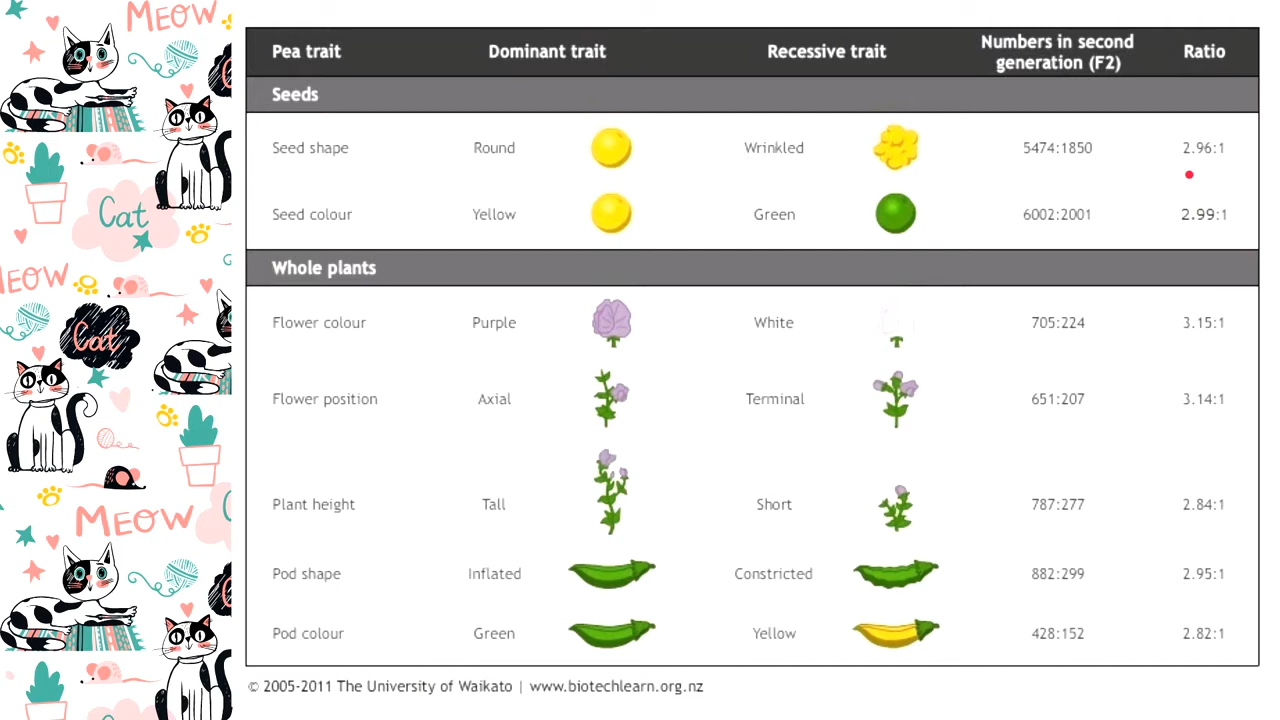 MEOW
Cat
MEOW
Cat
MEOW
Pea trait Dominant trait Recessive trait Numbers in second generation (F2) Ratio
Seeds
Seed shape Round Wrinkled 5474:1850 2.96:1
Seed colour Yellow Green 6002:2001 2.99:1
Whole plants
Flower colour Purple White 705:224 3.15:1
Flower position Axial Terminal 651:207 3.14:1
Plant height Tall Short 787:277 2.84:1
Pod shape Inflated Constricted 882:299 2.95:1
Pod colour Green Yellow 428:152 2.82:1
© 2005-2011 The University of Waikato | www.biotechlearn.org.nz